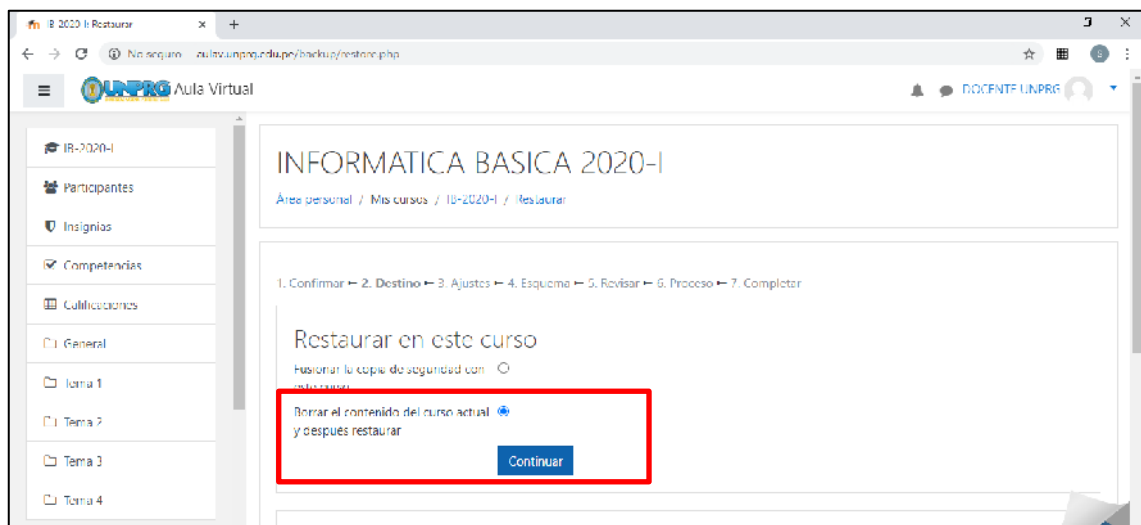 IB-2020-I: Restaurar
No seguro aulav.unprg.edu.pe/backup/restore.php
S
UNPRG Aula Virtual
DOCENTE UNPRG
IB-2020-I
Participantes
Insignias
Competencias
Calificaciones
General
Tema 1
Tema 2
Tema 3
Tema 4
INFORMATICA BASICA 2020-I
Área personal / Mis cursos / IB-2020-I / Restaurar
1. Confirmar ► 2. Destino ► 3. Ajustes ► 4. Esquema ► 5. Revisar ► 6. Proceso ► 7. Completar
Restaurar en este curso
Fusionar la copia de seguridad con
este curso
Borrar el contenido del curso actual
y después restaurar
Continuar